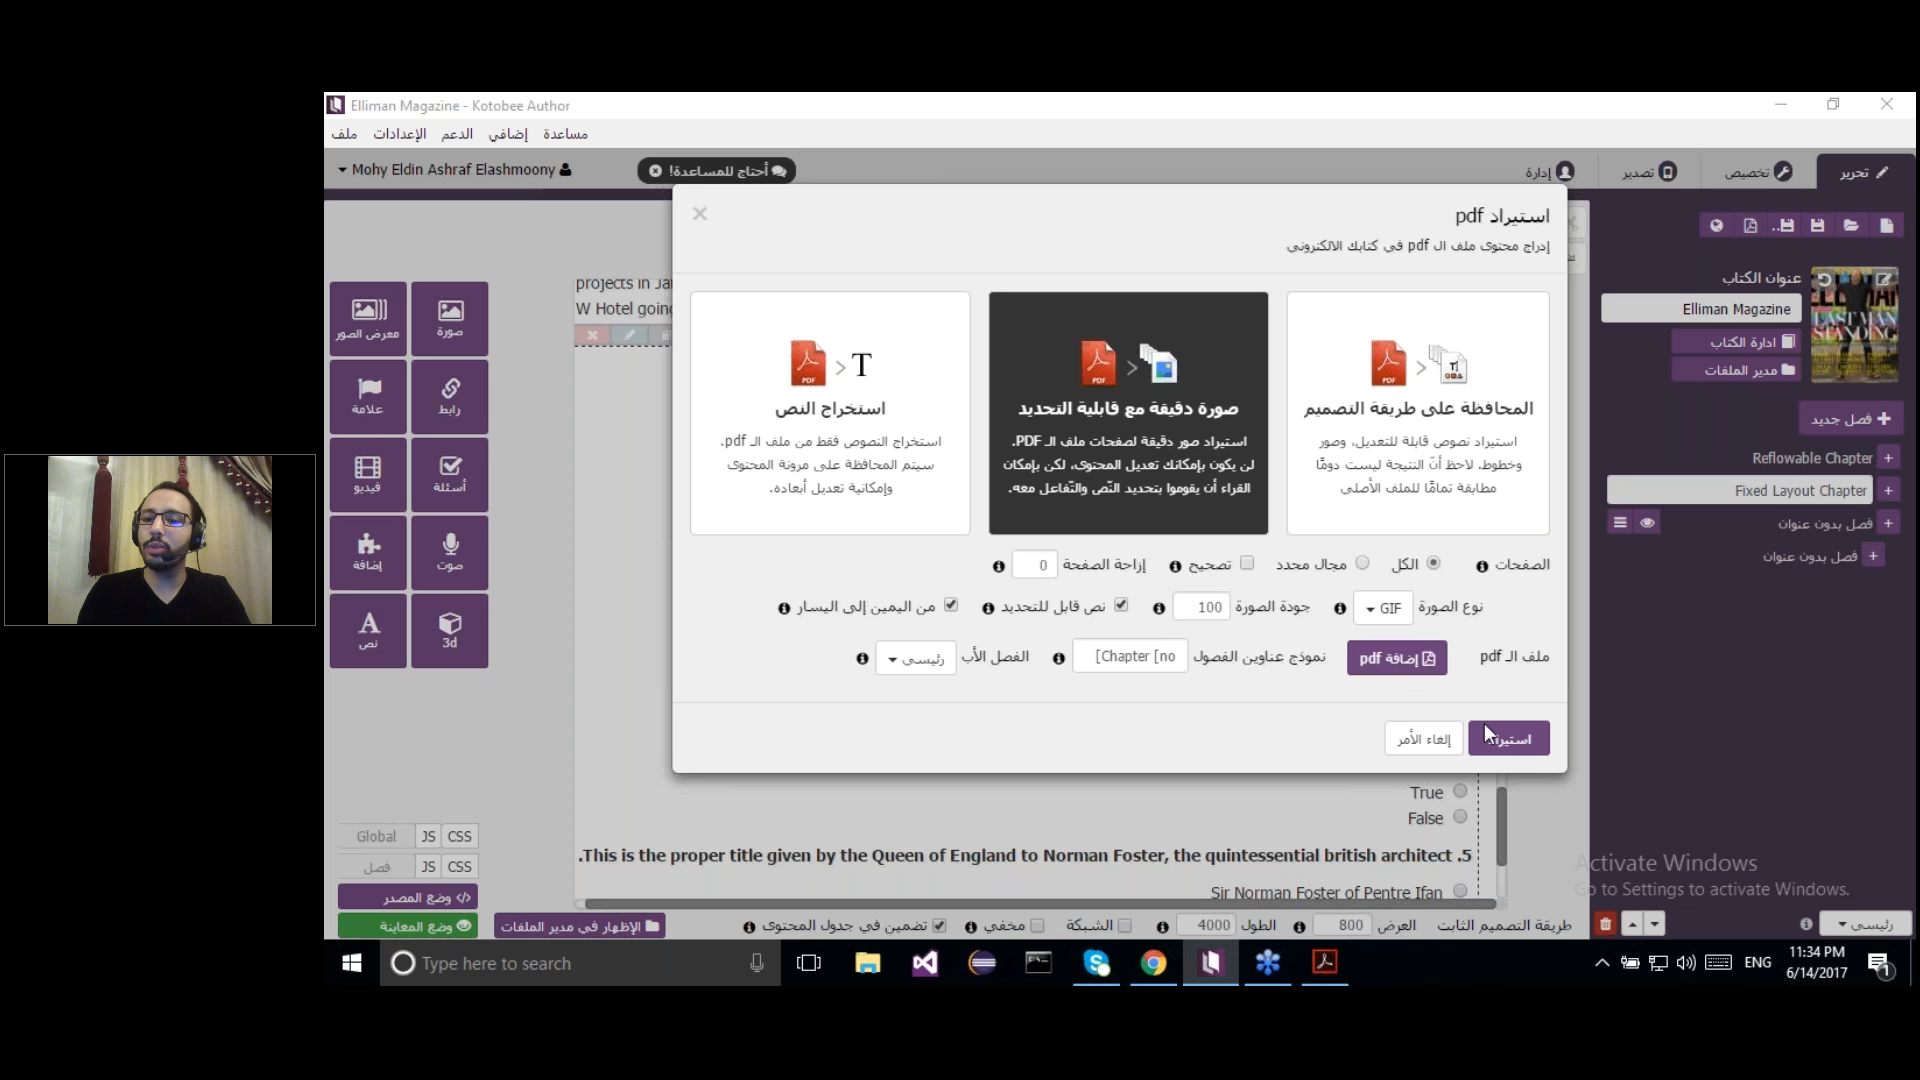 Elliman Magazine - Kotobee Author
ملف الإعدادات الدعم إضافي مساعدة
Mohy Eldin Ashraf Elashmoony
أحتاج للمساعدة!
إدارة
تصدير
تخصيص
تحرير
استيراد pdf
إدراج محتوى ملف ال pdf في كتابك الالكتروني
projects in Ja
W Hotel going
المحافظة على طريقة التصميم
استيراد نصوص قابلة للتعديل، وصور
وخطوط. لاحظ أنّ النتيجة ليست دومًا
مطابقة تمامًا للملف الأصلي
صورة دقيقة مع قابلية التحديد
استيراد صور دقيقة لصفحات ملف الـ PDF.
لن يكون بإمكانك تعديل المحتوى، لكن بإمكان
القراء أن يقوموا بتحديد النّص والتّفاعل معه.
T
استخراج النص
استخراج النصوص فقط من ملف الـ pdf.
سيتم المحافظة على مرونة المحتوى
وإمكانية تعديل أبعاده.
الصفحات الكل مجال محدد تصحيح إزاحة الصفحة 0
نوع الصورة GIF جودة الصورة 100 نص قابل للتحديد من اليمين إلى اليسار
ملف الـ pdf إضافة pdf نموذج عناوين الفصول [Chapter [no الفصل الأب رئيسي
استيراد
إلغاء الأمر
معرض الصور
صورة
علامة
رابط
فيديو
أسئلة
إضافة
صوت
نص
3d
Global JS CSS
فصل JS CSS
وضع المصدر
وضع المعاينة
الإظهار في مدير الملفات
True
False
.This is the proper title given by the Queen of England to Norman Foster, the quintessential british architect .5
Sir Norman Foster of Pentre Ifan
طريقة التصميم الثابت العرض 800 الطول 4000 الشبكة مخفي تضمين في جدول المحتوى
عنوان الكتاب
Elliman Magazine
ادارة الكتاب
مدير الملفات
LAST MAN
STANDING
فصل جديد
Reflowable Chapter
Fixed Layout Chapter
فصل بدون عنوان
فصل بدون عنوان
Activate Windows
Go to Settings to activate Windows.
رئيسي
Type here to search
ENG
11:34 PM
6/14/2017
1